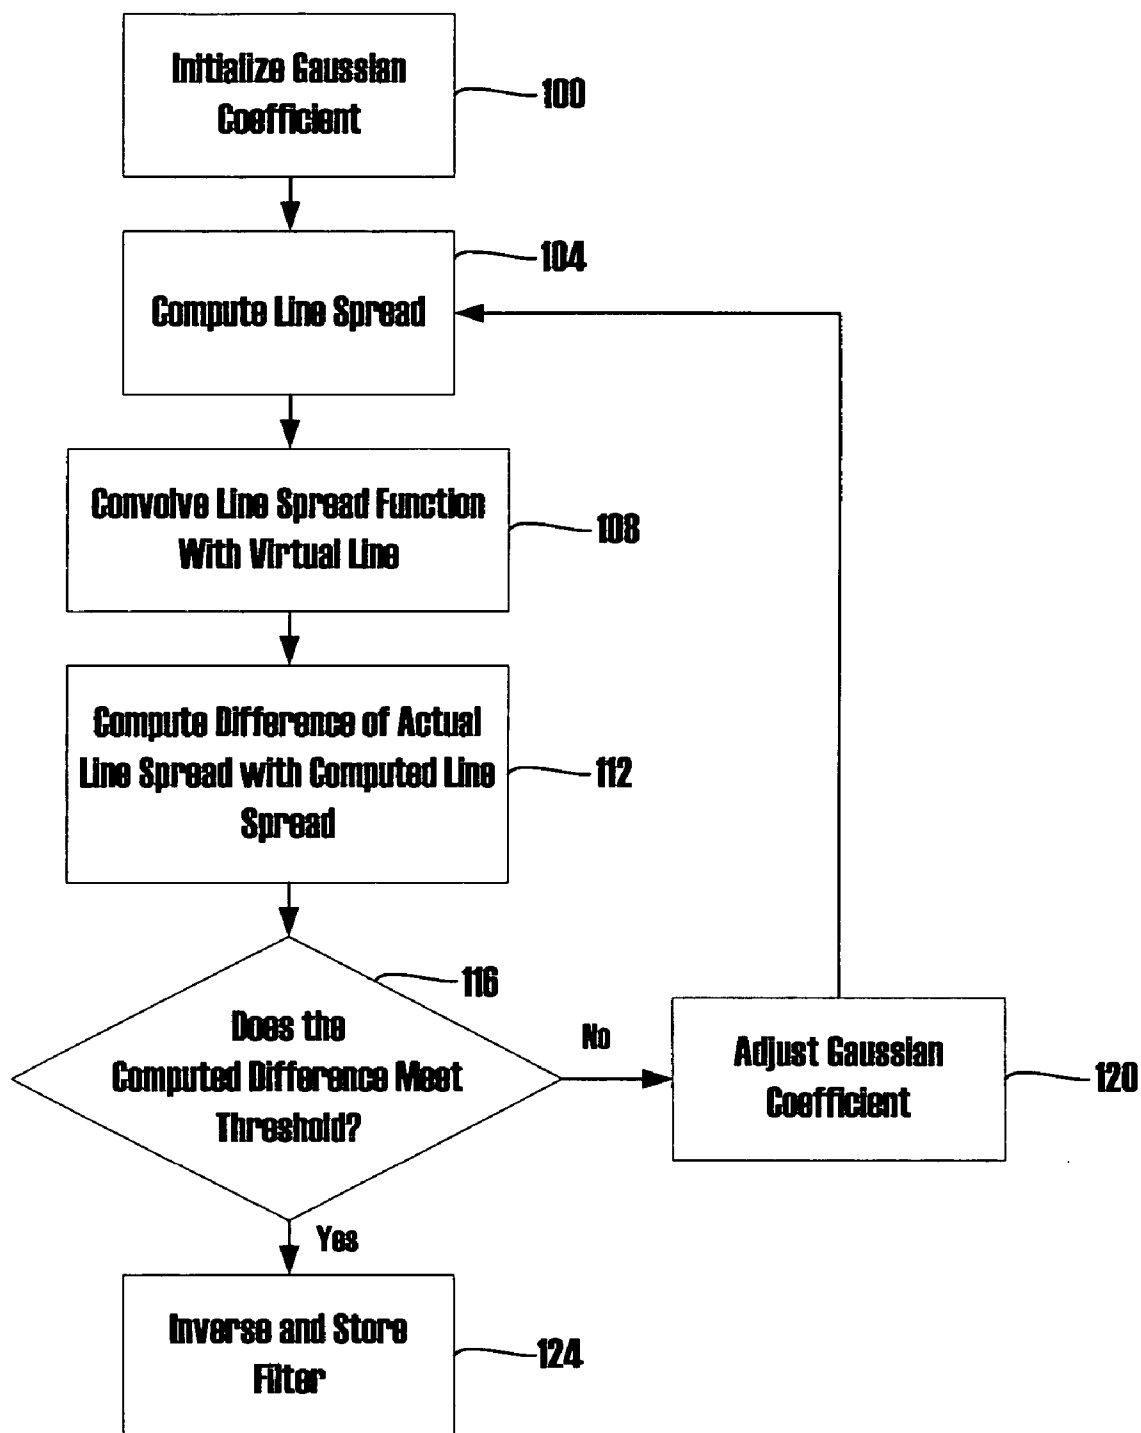 Initialize Gaussian
Coefficient
100
104
Compute Line Spread
Convolve Line Spread Function
With Virtual Line
108
Compute Difference of Actual
Line Spread with Computed Line
Spread
112
116
Does the
Computed Difference Meet
Threshold?
No
Adjust Gaussian
Coefficient
120
Yes
Inverse and Store
Filter
124